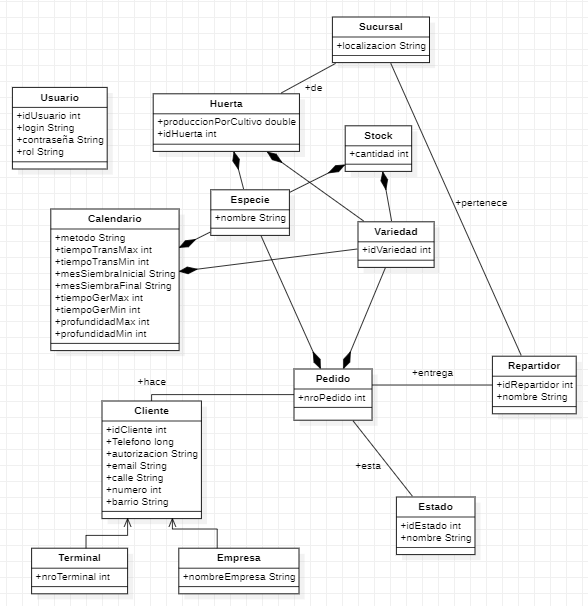 Sucursal
+localizacion String
+de
Usuario
+idUsuario int
+login String
+contraseña String
+rol String
Huerta
+produccionPorCultivo double
+idHuerta int
Stock
+cantidad int
Especie
+nombre String
+pertenece
Calendario
+metodo String
+tiempoTransMax int
+tiempoTransMin int
+mesSiembraInicial String
+mesSiembraFinal String
+tiempoGerMax int
+tiempoGerMin int
+profundidadMax int
+profundidadMin int
Variedad
+idVariedad int
Repartidor
+idRepartidor int
+nombre String
Pedido
+nroPedido int
+entrega
+hace
Cliente
+idCliente int
+Telefono long
+autorizacion String
+email String
+calle String
+numero int
+barrio String
+esta
Estado
+idEstado int
+nombre String
Terminal
+nroTerminal int
Empresa
+nombreEmpresa String